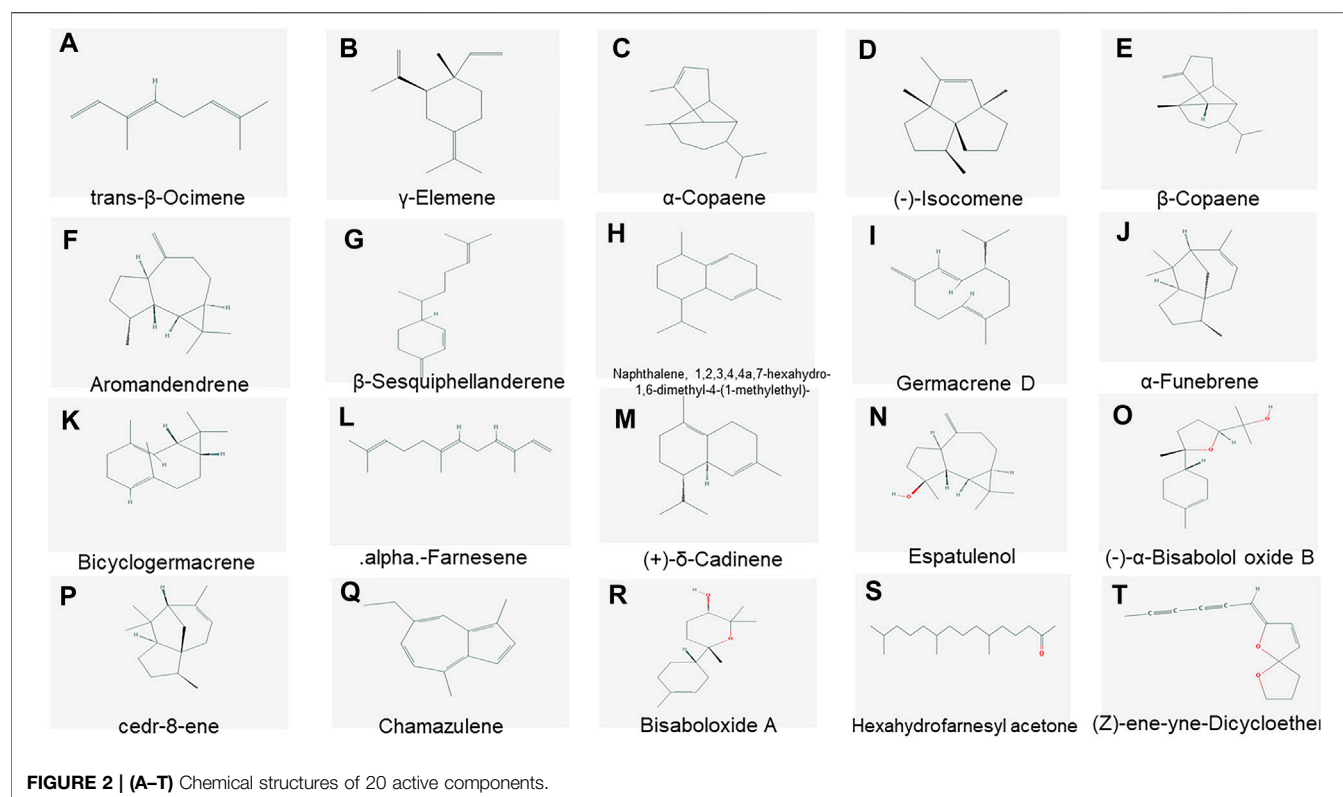 A
trans-β-Ocimene
H
B
γ-Elemene
C
α-Copaene
D
(-)-Isocomene
E
β-Copaene
H
F
Aromandendrene
H
H
H
H
G
β-Sesquiphellanderene
H
H
Naphthalene, 1,2,3,4,4a,7-hexahydro-
1,6-dimethyl-4-(1-methylethyl)-
I
Germacrene D
H
H
H
J
α-Funebrene
H
H
K
Bicyclogermacrene
H
H
H
H
L
.alpha.-Farnesene
H
H
M
(+)-δ-Cadinene
H
N
Espatulenol
H
H
H
H
H
O
O
(-)-α-Bisabolol oxide B
H
O
H
O
H
P
cedr-8-ene
H
H
Q
Chamazulene
R
Bisaboloxide A
H
O
O
H
S
Hexahydrofarnesyl acetone
O
T
(Z)-ene-yne-Dicycloether
H
C
C
C
C
O
O
FIGURE 2 | (A–T) Chemical structures of 20 active components.